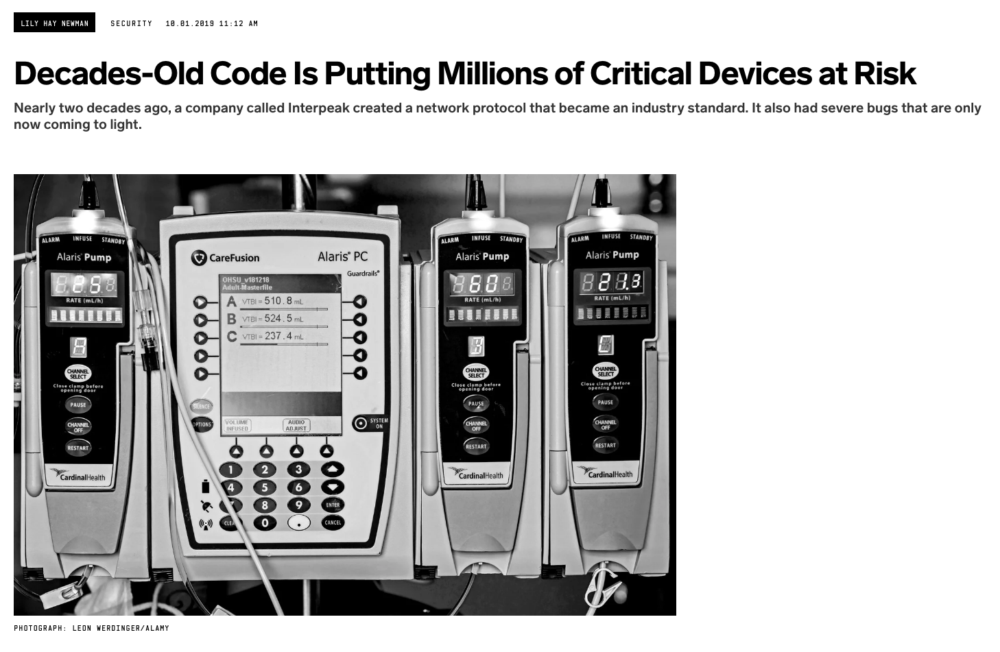 LILY HAY NEWMAN
SECURITY
10.01.2019 11:12 AM
Decades-Old Code Is Putting Millions of Critical Devices at Risk
Nearly two decades ago, a company called Interpeak created a network protocol that became an industry standard. It also had severe bugs that are only
now coming to light.
ALARM INFUSE STANDBY
Alaris® Pump
25
RATE (mL/h)
A
CHANNEL
SELECT
Close clamp before
opening door
PAUSE
CHANNEL
OFF
RESTART
CardinalHealth
CareFusion
Alaris® PC
Guardrails®
OHSU_v181218
Adult-Masterfile
A VTBI = 510.8 mL
B VTBI = 524.5 mL
C VTBI = 237.4 mL
SILENCE
OPTIONS
VOLUME
INFUSED
AUDIO
ADJUST
SYSTEM
ON
1 2 3
4 5 6
8 9 ENTER
CLEAR 0 . CANCEL
ALARM INFUSE STANDBY
Alaris® Pump
60
RATE (mL/h)
B
CHANNEL
SELECT
Close clamp before
opening door
PAUSE
CHANNEL
OFF
RESTART
CardinalHealth
ALARM INFUSE STANDBY
Alaris® Pump
21.8
RATE (mL/h)
C
CHANNEL
SELECT
Close clamp before
opening door
PAUSE
CHANNEL
OFF
RESTART
CardinalHealth
PHOTOGRAPH: LEON WERDINGER/ALAMY